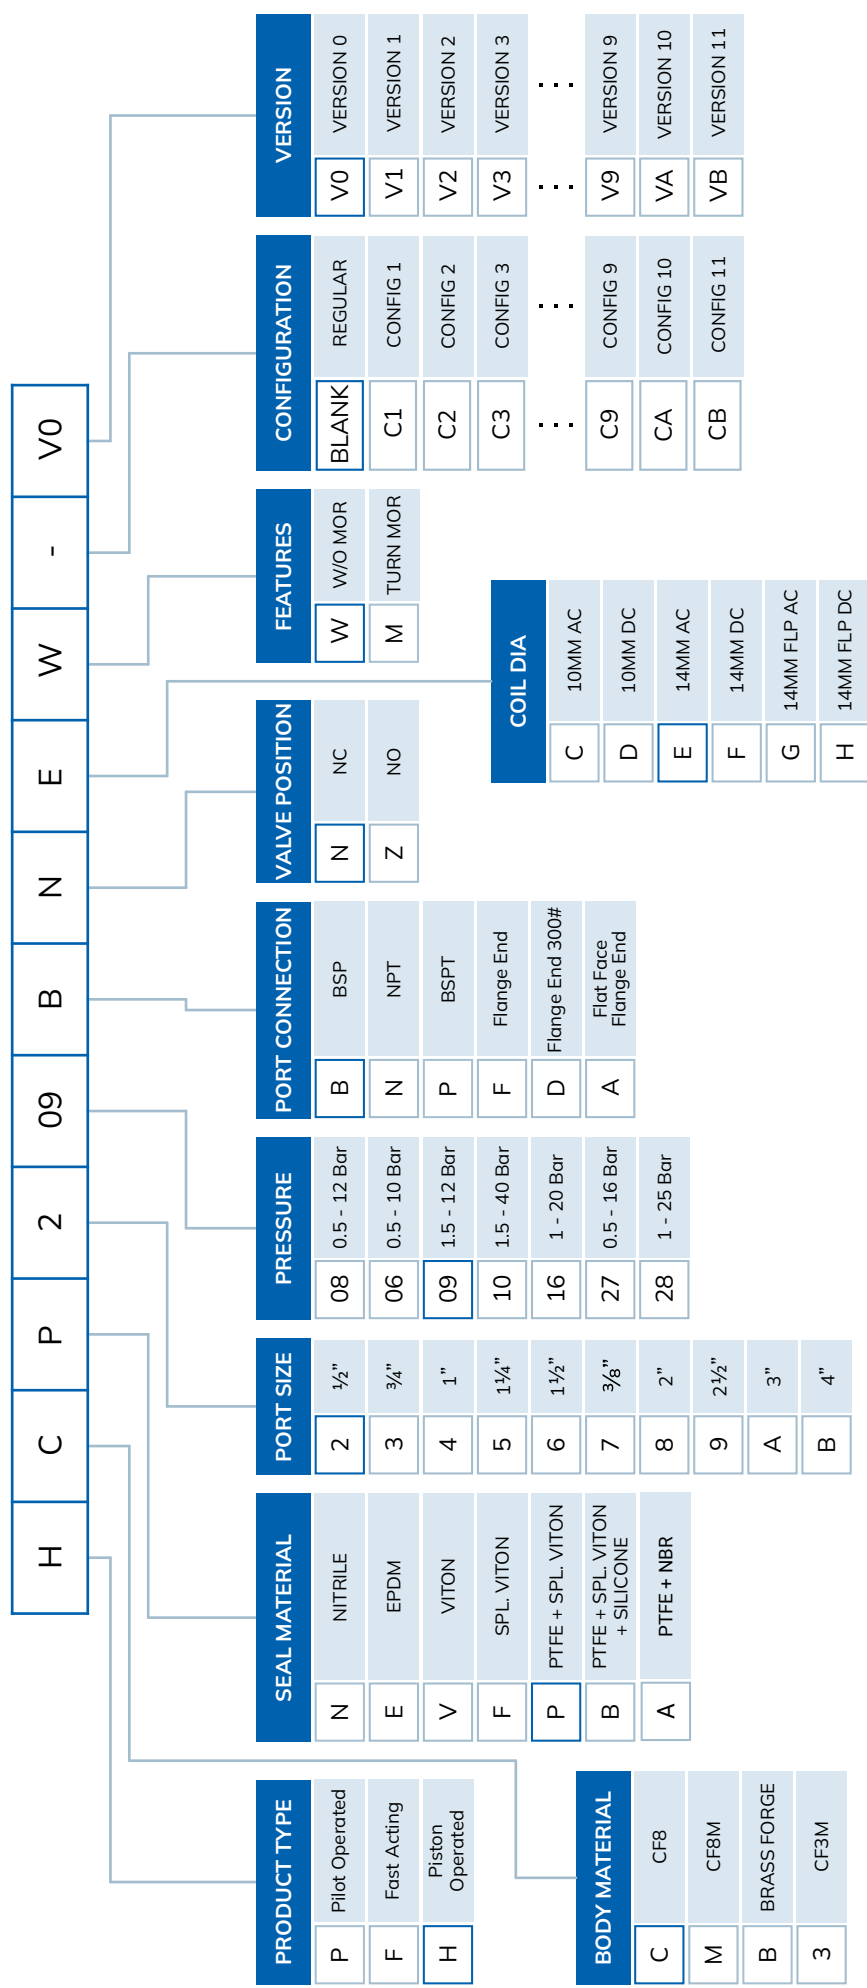 H C P 2 09 B N E W - V0
PRODUCT TYPE
P Pilot Operated
F Fast Acting
H Piston
Operated
BODY MATERIAL
C CF8
M CF8M
B BRASS FORGE
3 CF3M
SEAL MATERIAL
N NITRILE
E EPDM
V VITON
F SPL. VITON
P PTFE + SPL. VITON
B PTFE + SPL. VITON
+ SILICONE
A PTFE + NBR
PORT SIZE
2 ½”
3 ¾”
4 1”
5 1¼”
6 1½”
7 ⅜”
8 2”
9 2½”
A 3”
B 4”
PRESSURE
08 0.5 - 12 Bar
06 0.5 - 10 Bar
09 1.5 - 12 Bar
10 1.5 - 40 Bar
16 1 - 20 Bar
27 0.5 - 16 Bar
28 1 - 25 Bar
PORT CONNECTION
B BSP
N NPT
P BSPT
F Flange End
D Flange End 300#
A Flat Face
Flange End
VALVE POSITION
N NC
Z NO
COIL DIA
C 10MM AC
D 10MM DC
E 14MM AC
F 14MM DC
G 14MM FLP AC
H 14MM FLP DC
FEATURES
W W/O MOR
M TURN MOR
CONFIGURATION
BLANK REGULAR
C1 CONFIG 1
C2 CONFIG 2
C3 CONFIG 3
... ...
C9 CONFIG 9
CA CONFIG 10
CB CONFIG 11
VERSION
V0 VERSION 0
V1 VERSION 1
V2 VERSION 2
V3 VERSION 3
... ...
V9 VERSION 9
VA VERSION 10
VB VERSION 11